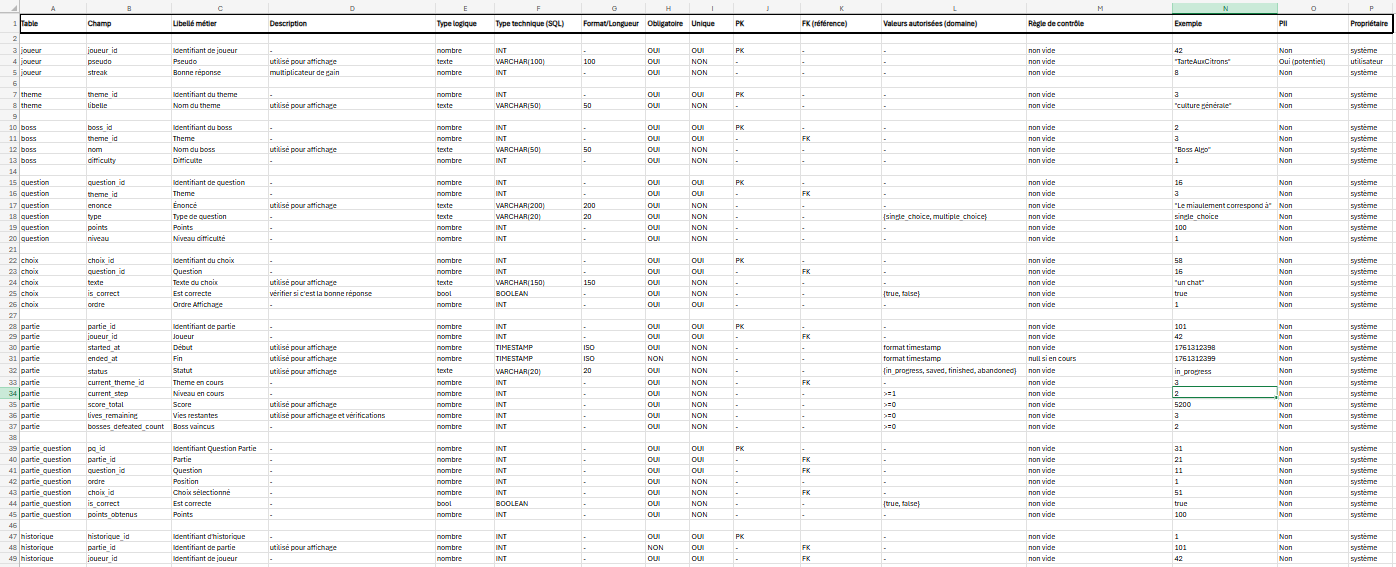 A B C D E F G H I J K L M N O P
1 Table Champ Libellé métier Description Type logique Type technique (SQL) Format/Longueur Obligatoire Unique PK FK (référence) Valeurs autorisées (domaine) Règle de contrôle Exemple PII Propriétaire
2
3 joueur joueur_id Identifiant de joueur - nombre INT - OUI OUI PK - - non vide 42 Non système
4 joueur pseudo Pseudo utilisé pour affichage texte VARCHAR(100) 100 OUI NON - - - non vide "TarteAuxCitrons" Oui (potentiel) utilisateur
5 joueur streak Bonne réponse multiplicateur de gain nombre INT - OUI NON - - - non vide 8 Non système
6
7 theme theme_id Identifiant du theme - nombre INT - OUI OUI PK - - non vide 3 Non système
8 theme libelle Nom du theme utilisé pour affichage texte VARCHAR(50) 50 OUI NON - - - non vide "culture générale" Non système
9
10 boss boss_id Identifiant du boss - nombre INT - OUI OUI PK - - non vide 2 Non système
11 boss theme_id Theme - nombre INT - OUI OUI - FK - non vide 3 Non système
12 boss nom Nom du boss utilisé pour affichage texte VARCHAR(50) 50 OUI NON - - - non vide "Boss Algo" Non système
13 boss difficulty Difficulte - nombre INT - OUI NON - - - non vide 1 Non système
14
15 question question_id Identifiant de question - nombre INT - OUI OUI PK - - non vide 16 Non système
16 question theme_id Theme - nombre INT - OUI OUI - FK - non vide 3 Non système
17 question enonce Énoncé utilisé pour affichage texte VARCHAR(200) 200 OUI NON - - - non vide "Le miaulement correspond à" Non système
18 question type Type de question - texte VARCHAR(20) 20 OUI NON - - {single_choice, multiple_choice} non vide single_choice Non système
19 question points Points - nombre INT - OUI NON - - - non vide 100 Non système
20 question niveau Niveau difficulté - nombre INT - OUI NON - - - non vide 1 Non système
21
22 choix choix_id Identifiant du choix - nombre INT - OUI OUI PK - - non vide 58 Non système
23 choix question_id Question - nombre INT - OUI OUI - FK - non vide 16 Non système
24 choix texte Texte du choix utilisé pour affichage texte VARCHAR(150) 150 OUI NON - - - non vide "un chat" Non système
25 choix is_correct Est correcte vérifier si c'est la bonne réponse bool BOOLEAN - OUI NON - - {true, false} non vide true Non système
26 choix ordre Ordre Affichage - nombre INT - OUI OUI - - - non vide 1 Non système
27
28 partie partie_id Identifiant de partie - nombre INT - OUI OUI PK - - non vide 101 Non système
29 partie joueur_id Joueur - nombre INT - OUI OUI - FK - non vide 42 Non système
30 partie started_at Début utilisé pour affichage nombre TIMESTAMP ISO OUI NON - - format timestamp non vide 1761312398 Non système
31 partie ended_at Fin utilisé pour affichage nombre TIMESTAMP ISO NON NON - - format timestamp null si en cours 1761312399 Non système
32 partie status Statut utilisé pour affichage texte VARCHAR(20) 20 OUI NON - - {in_progress, saved, finished, abandoned} non vide in_progress Non système
33 partie current_theme_id Theme en cours - nombre INT - OUI OUI - FK - non vide 3 Non système
34 partie current_step Niveau en cours - nombre INT - OUI NON - - >=1 non vide 2 Non système
35 partie score_total Score utilisé pour affichage nombre INT - OUI NON - - >=0 non vide 5200 Non système
36 partie lives_remaining Vies restantes utilisé pour affichage et vérifications nombre INT - OUI NON - - >=0 non vide 3 Non système
37 partie bosses_defeated_count Boss vaincus - nombre INT - OUI NON - - >=0 non vide 2 Non système
38
39 partie_question pq_id Identifiant Question Partie - nombre INT - OUI OUI PK - - non vide 31 Non système
40 partie_question partie_id Partie - nombre INT - OUI OUI - FK - non vide 21 Non système
41 partie_question question_id Question - nombre INT - OUI OUI - FK - non vide 11 Non système
42 partie_question ordre Position - nombre INT - OUI NON - - - non vide 1 Non système
43 partie_question choix_id Choix sélectionné - nombre INT - OUI NON - FK - non vide 51 Non système
44 partie_question is_correct Est correcte - bool BOOLEAN - OUI NON - - {true, false} non vide true Non système
45 partie_question points_obtenus Points - nombre INT - OUI NON - - - non vide 100 Non système
46
47 historique historique_id Identifiant d'historique - nombre INT - OUI OUI PK - - non vide 1 Non système
48 historique partie_id Identifiant de partie utilisé pour affichage nombre INT - NON OUI - FK - non vide 101 Non système
49 historique joueur_id Identifiant de joueur - nombre INT - OUI OUI - FK - non vide 42 Non système